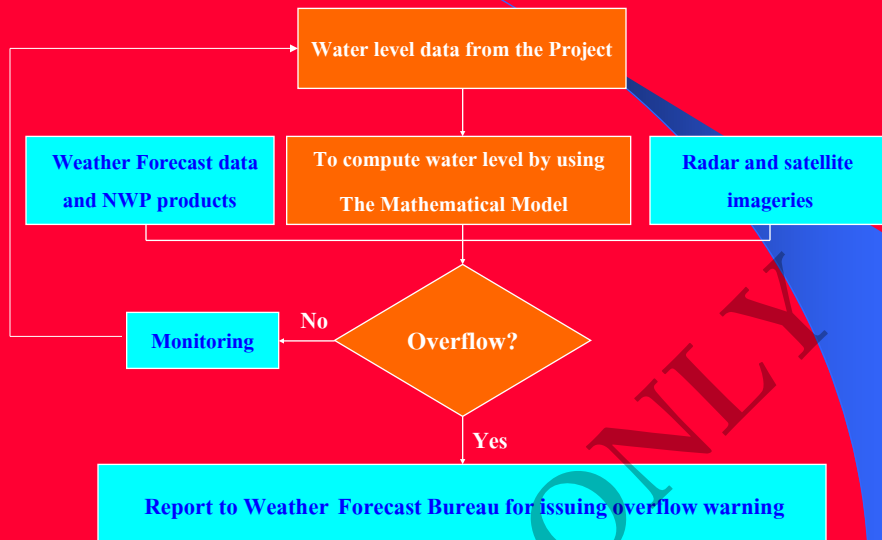 Water level data from the Project
Weather Forecast data
and NWP products
To compute water level by using
The Mathematical Model
Radar and satellite
imageries
No
Monitoring
Overflow?
Yes
Report to Weather Forecast Bureau for issuing overflow warning
ONLY